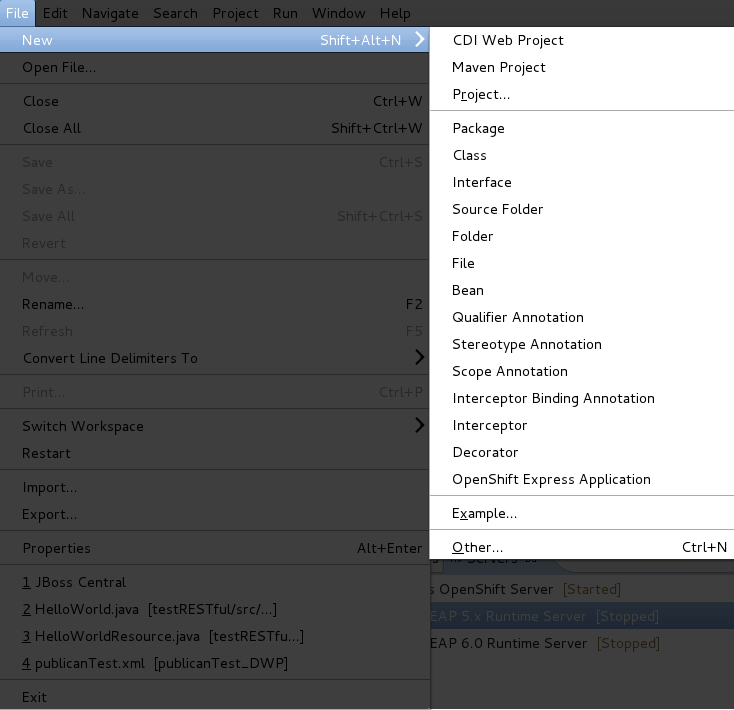 File Edit Navigate Search Project Run Window Help
New Shift+Alt+N
Open File...
Close Ctrl+W
Close All Shift+Ctrl+W
Save Ctrl+S
Save As...
Save All Shift+Ctrl+S
Revert
Move...
Rename... F2
Refresh F5
Convert Line Delimiters To
Print... Ctrl+P
Switch Workspace
Restart
Import...
Export...
Properties Alt+Enter
1 JBoss Central
2 HelloWorld.java [testRESTful/src/...]
3 HelloWorldResource.java [testRESTfu...]
4 publicanTest.xml [publicanTest_DWP]
Exit
CDI Web Project
Maven Project
Project...
Package
Class
Interface
Source Folder
Folder
File
Bean
Qualifier Annotation
Stereotype Annotation
Scope Annotation
Interceptor Binding Annotation
Interceptor
Decorator
OpenShift Express Application
Example...
Other... Ctrl+N
Servers
s OpenShift Server [Started]
EAP 5.x Runtime Server [Stopped]
EAP 6.0 Runtime Server [Stopped]